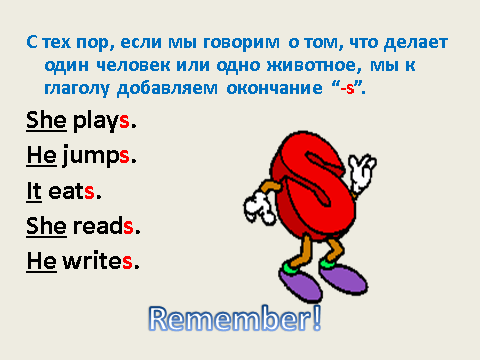 С тех пор, если мы говорим о том, что делает
один человек или одно животное, мы к
глаголу добавляем окончание “-s”.
She plays.
He jumps.
It eats.
She reads.
He writes.
Remember!